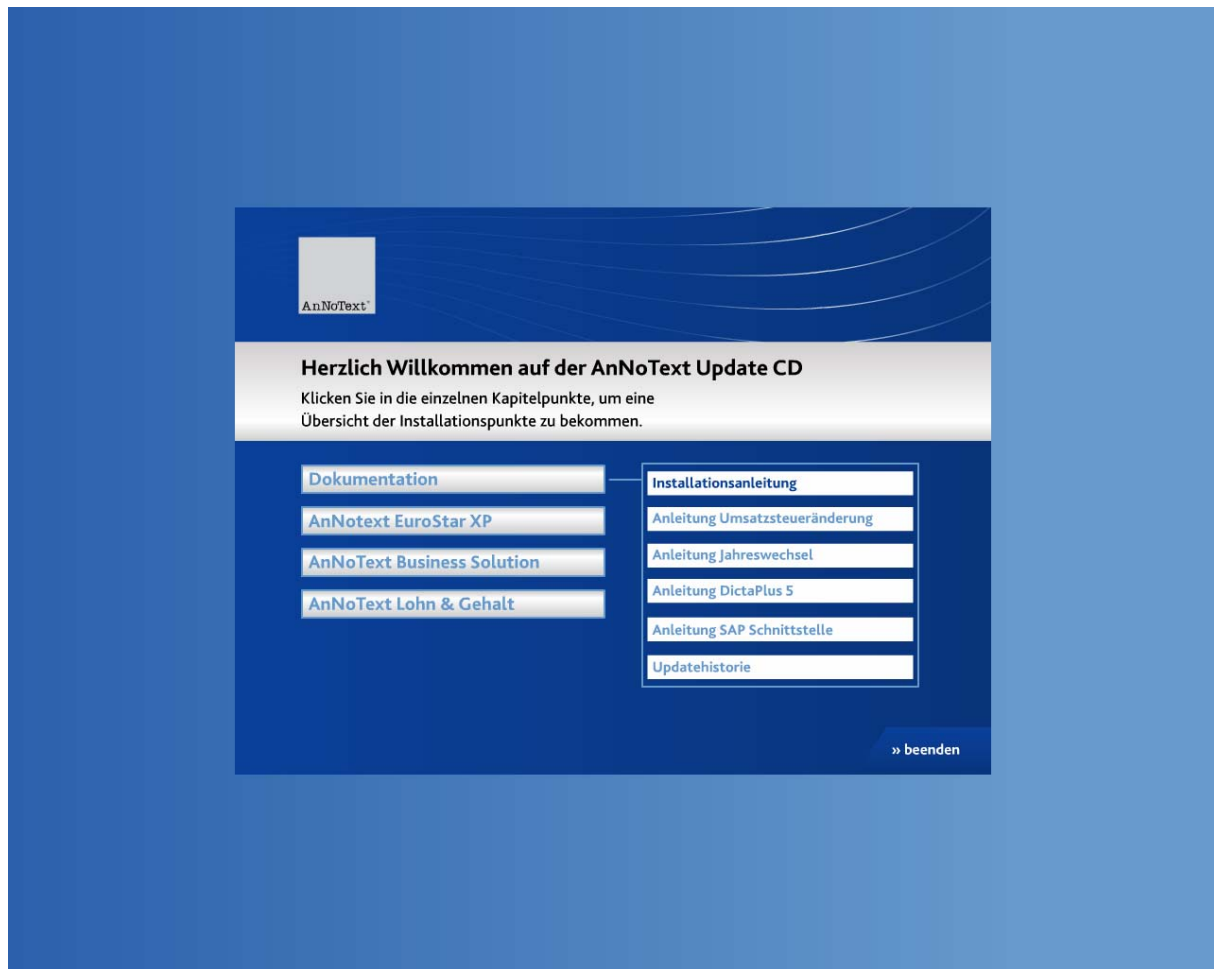 AnNoText®
Herzlich Willkommen auf der AnNoText Update CD
Klicken Sie in die einzelnen Kapitelpunkte, um eine
Übersicht der Installationspunkte zu bekommen.
Dokumentation
AnNotext EuroStar XP
AnNoText Business Solution
AnNoText Lohn & Gehalt
Installationsanleitung
Anleitung Umsatzsteueränderung
Anleitung Jahreswechsel
Anleitung DictaPlus 5
Anleitung SAP Schnittstelle
Updatehistorie
» beenden